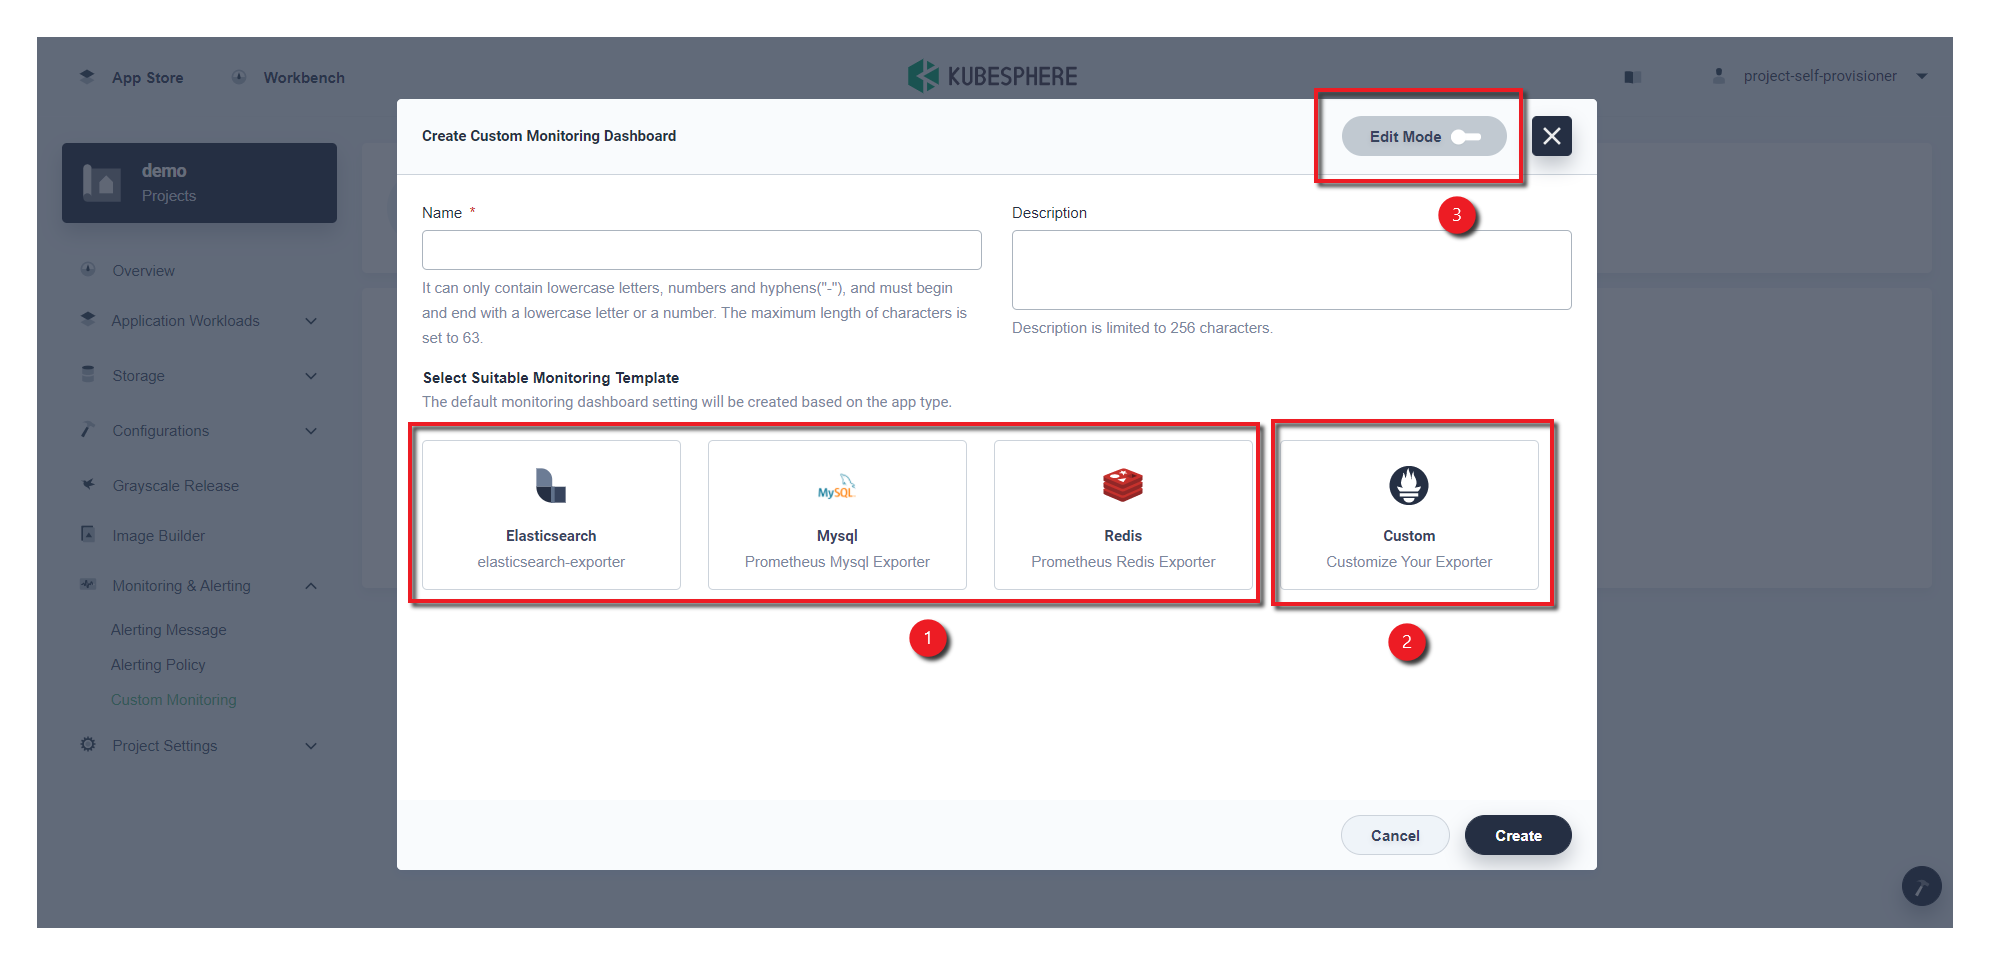 App Store
Workbench
KUBESPHERE
project-self-provisioner
demo
Projects
Overview
Application Workloads
Storage
Configurations
Grayscale Release
Image Builder
Monitoring & Alerting
Alerting Message
Alerting Policy
Custom Monitoring
Project Settings
Create Custom Monitoring Dashboard
Edit Mode
3
Name *
It can only contain lowercase letters, numbers and hyphens("-"), and must begin
and end with a lowercase letter or a number. The maximum length of characters is
set to 63.
Description
Description is limited to 256 characters.
Select Suitable Monitoring Template
The default monitoring dashboard setting will be created based on the app type.
Elasticsearch
elasticsearch-exporter
MySQL
Mysql
Prometheus Mysql Exporter
Redis
Prometheus Redis Exporter
Custom
Customize Your Exporter
1
2
Cancel
Create